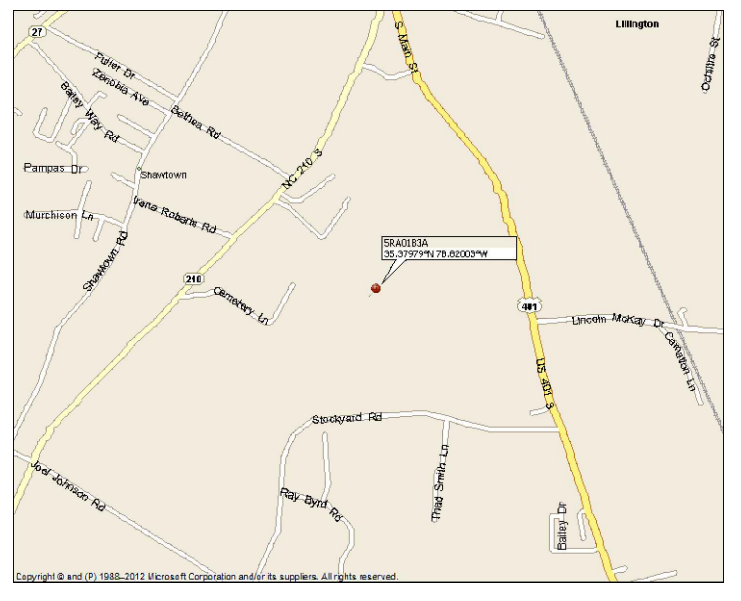 Lillington
27
S Main St
Ochiltre St
Fuller Dr
Zenobia Ave
Bailey Way Rd
Bethea Rd
NC 210 S
Pampas Dr
Shawtown
Murchison Ln
Irene Roberts Rd
Shawtown Rd
5RA01B3A
35.37979°N 78.82003°W
210
Cemetery Ln
401
Lincoln McKay Dr
Carnation Ln
US 401 S
Stockyard Rd
Thad Smith Ln
Joel Johnson Rd
Ray Byrd Rd
Bailey Dr
Copyright © and (P) 1988–2012 Microsoft Corporation and/or its suppliers. All rights reserved.